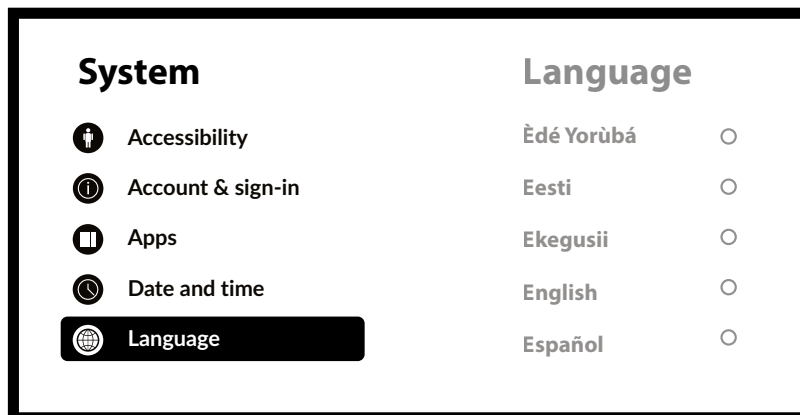 System
Accessibility
Account & sign-in
Apps
Date and time
Language
Language
Èdé Yorùbá
Eesti
Ekegusii
English
Español